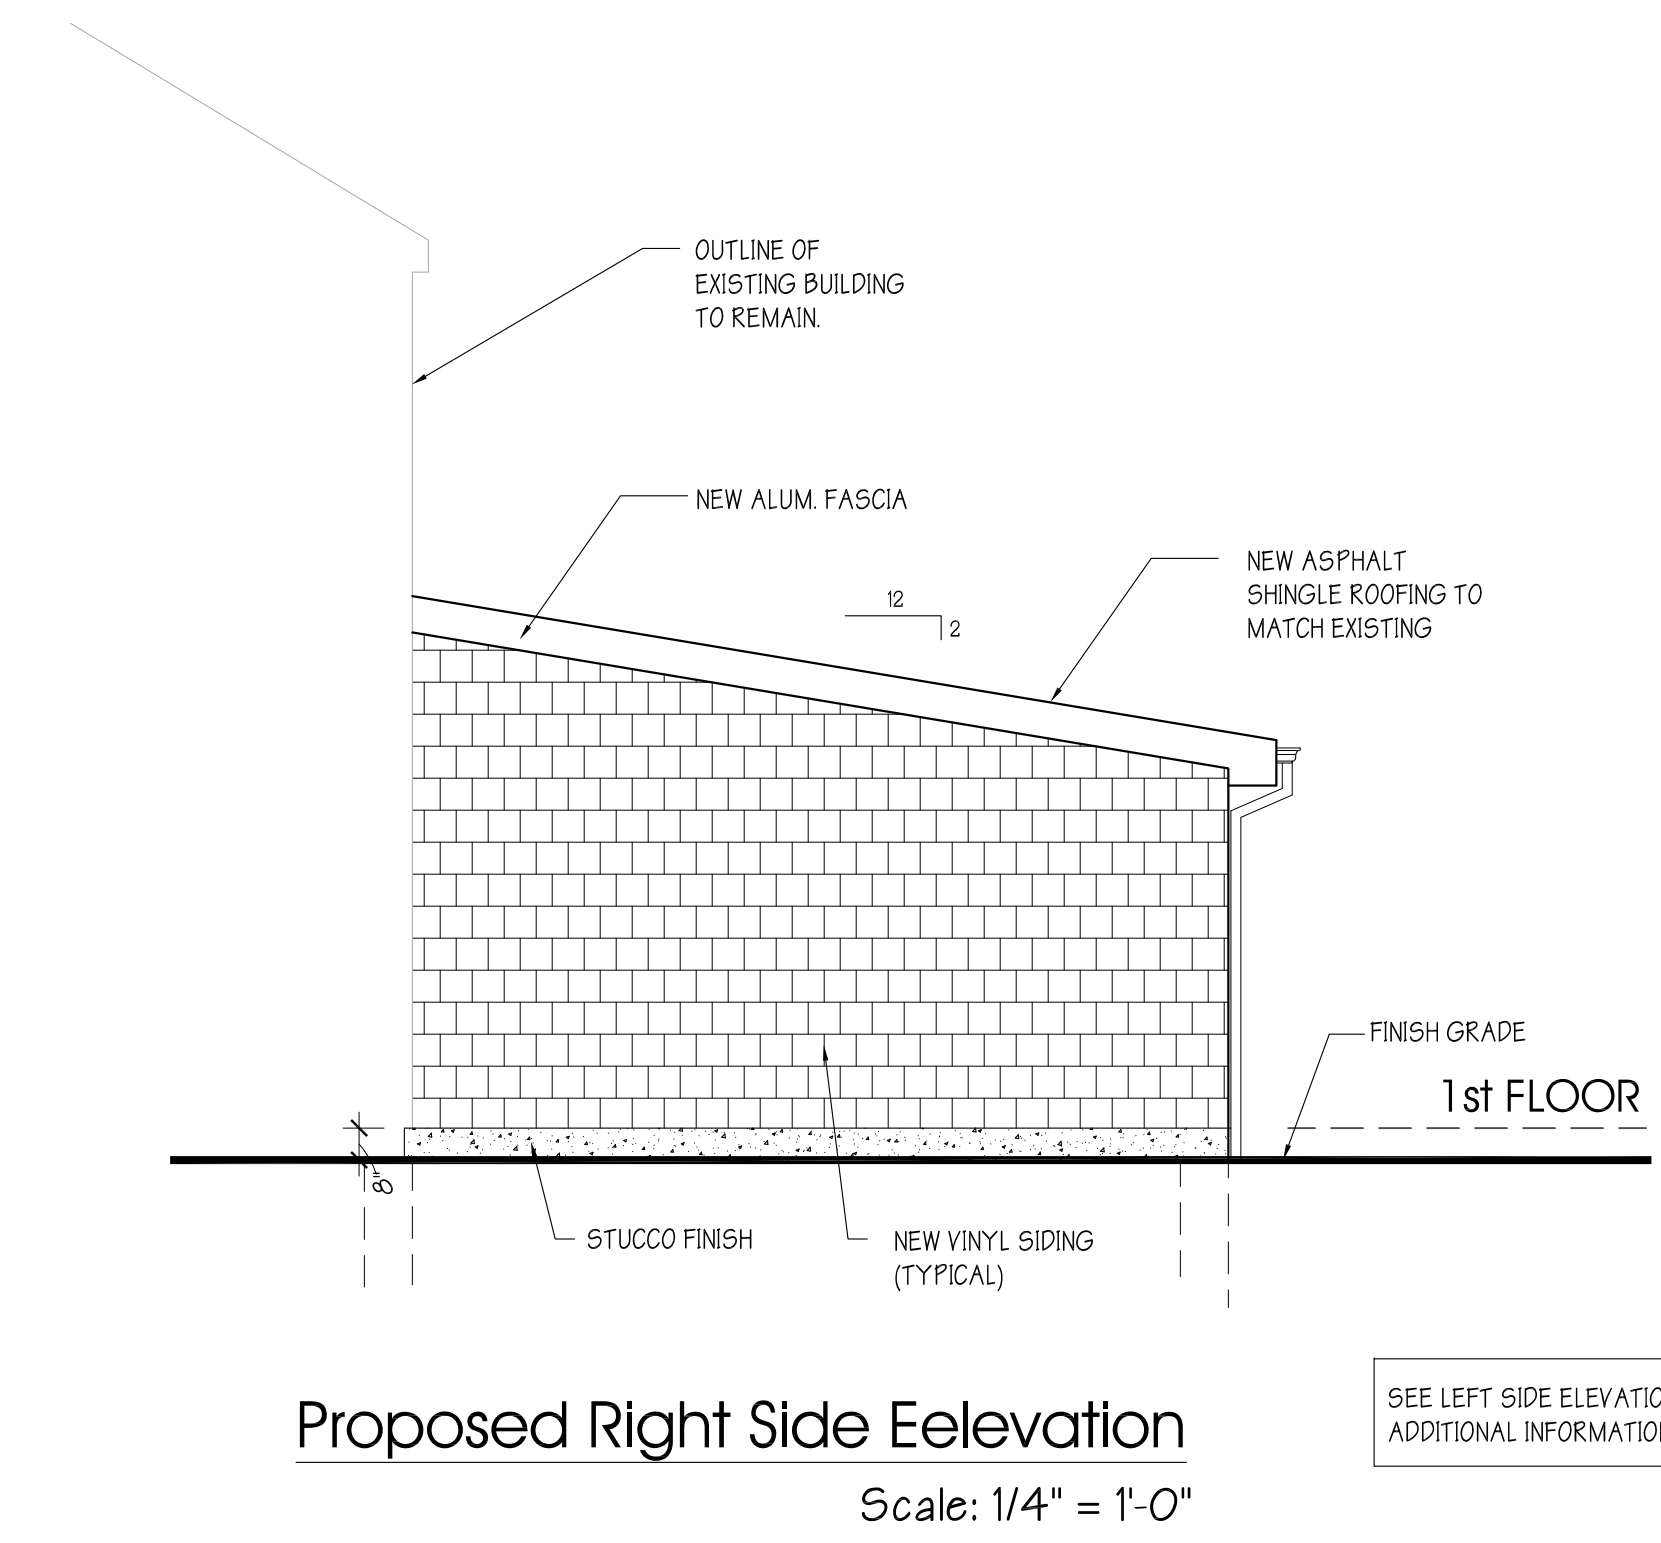 OUTLINE OF
EXISTING BUILDING
TO REMAIN.
NEW ALUM. FASCIA
NEW ASPHALT
SHINGLE ROOFING TO
MATCH EXISTING
12
2
FINISH GRADE
1st FLOOR
8"
STUCCO FINISH
NEW VINYL SIDING
(TYPICAL)
SEE LEFT SIDE
ADDITIONAL
Proposed Right Side Eelevation
Scale: 1/4" = 1'-0"